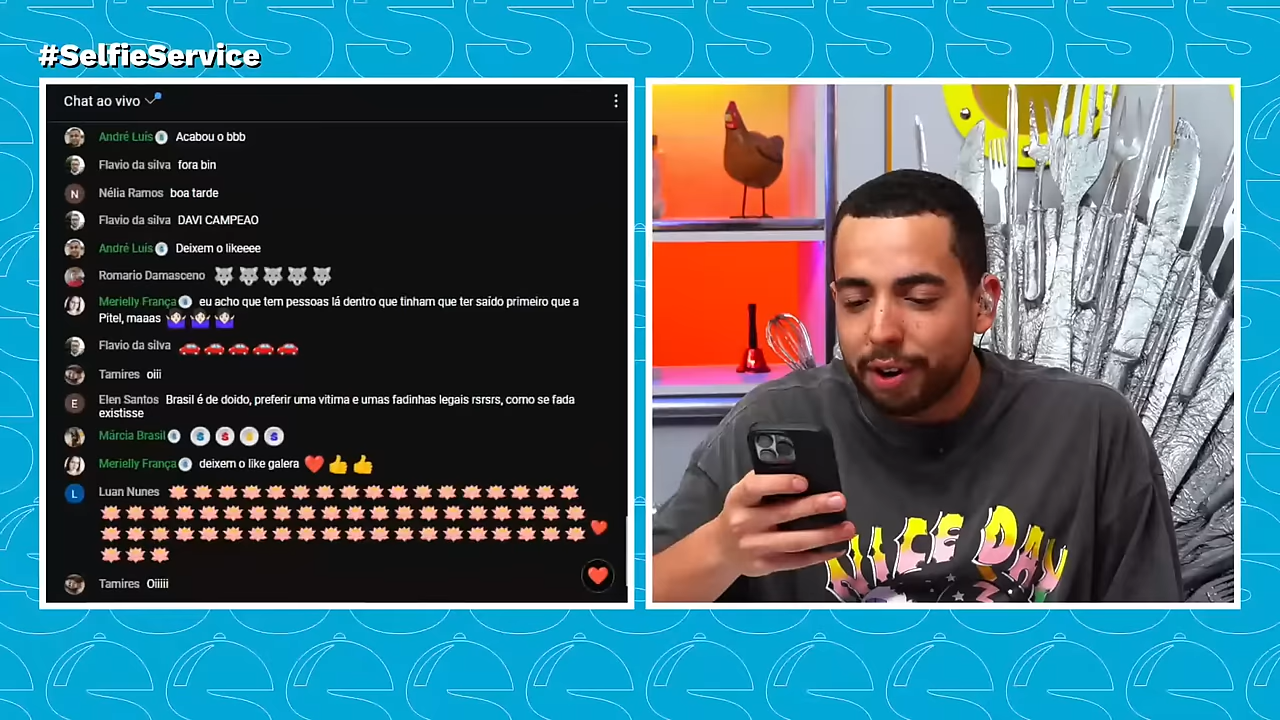 #SelfieService
Chat ao vivo
André Luís Acabou o bbb
Flavio da silva fora bin
N Nélia Ramos boa tarde
Flavio da silva DAVI CAMPEAO
André Luís Deixem o likeeee
Romario Damasceno
Merielly França eu acho que tem pessoas lá dentro que tinham que ter saído primeiro que a
Pitel, maaas
Flavio da silva
Tamires oiii
E Elen Santos Brasil é de doido, preferir uma vitima e umas fadinhas legais rsrsrs, como se fada
existisse
Márcia Brasil S S S S
Merielly França deixem o like galera
L Luan Nunes
Tamires Oiiiii
NICE DAY